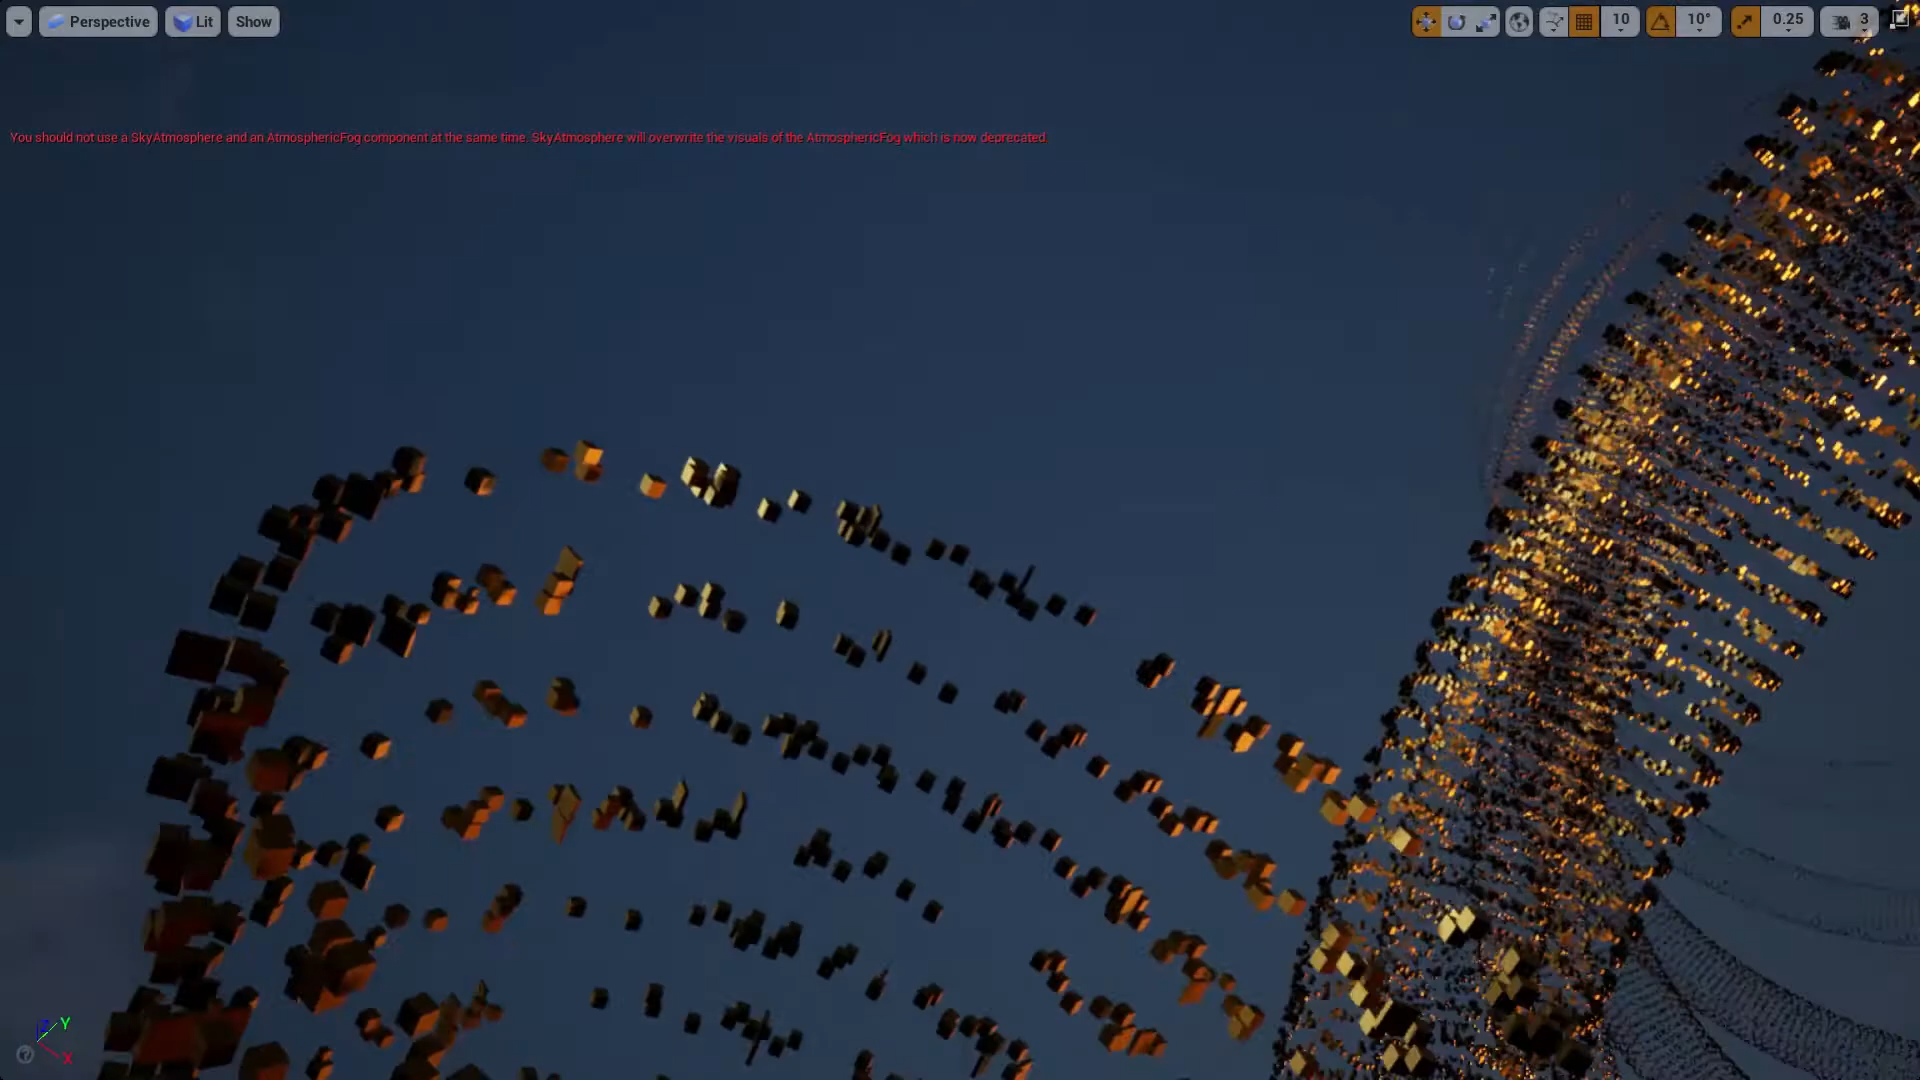 Perspective Lit Show 10 10° 0.25 3
You should not use a SkyAtmosphere and an AtmosphericFog component at the same time. SkyAtmosphere will overwrite the visuals of the AtmosphericFog which is now deprecated.
Y
X